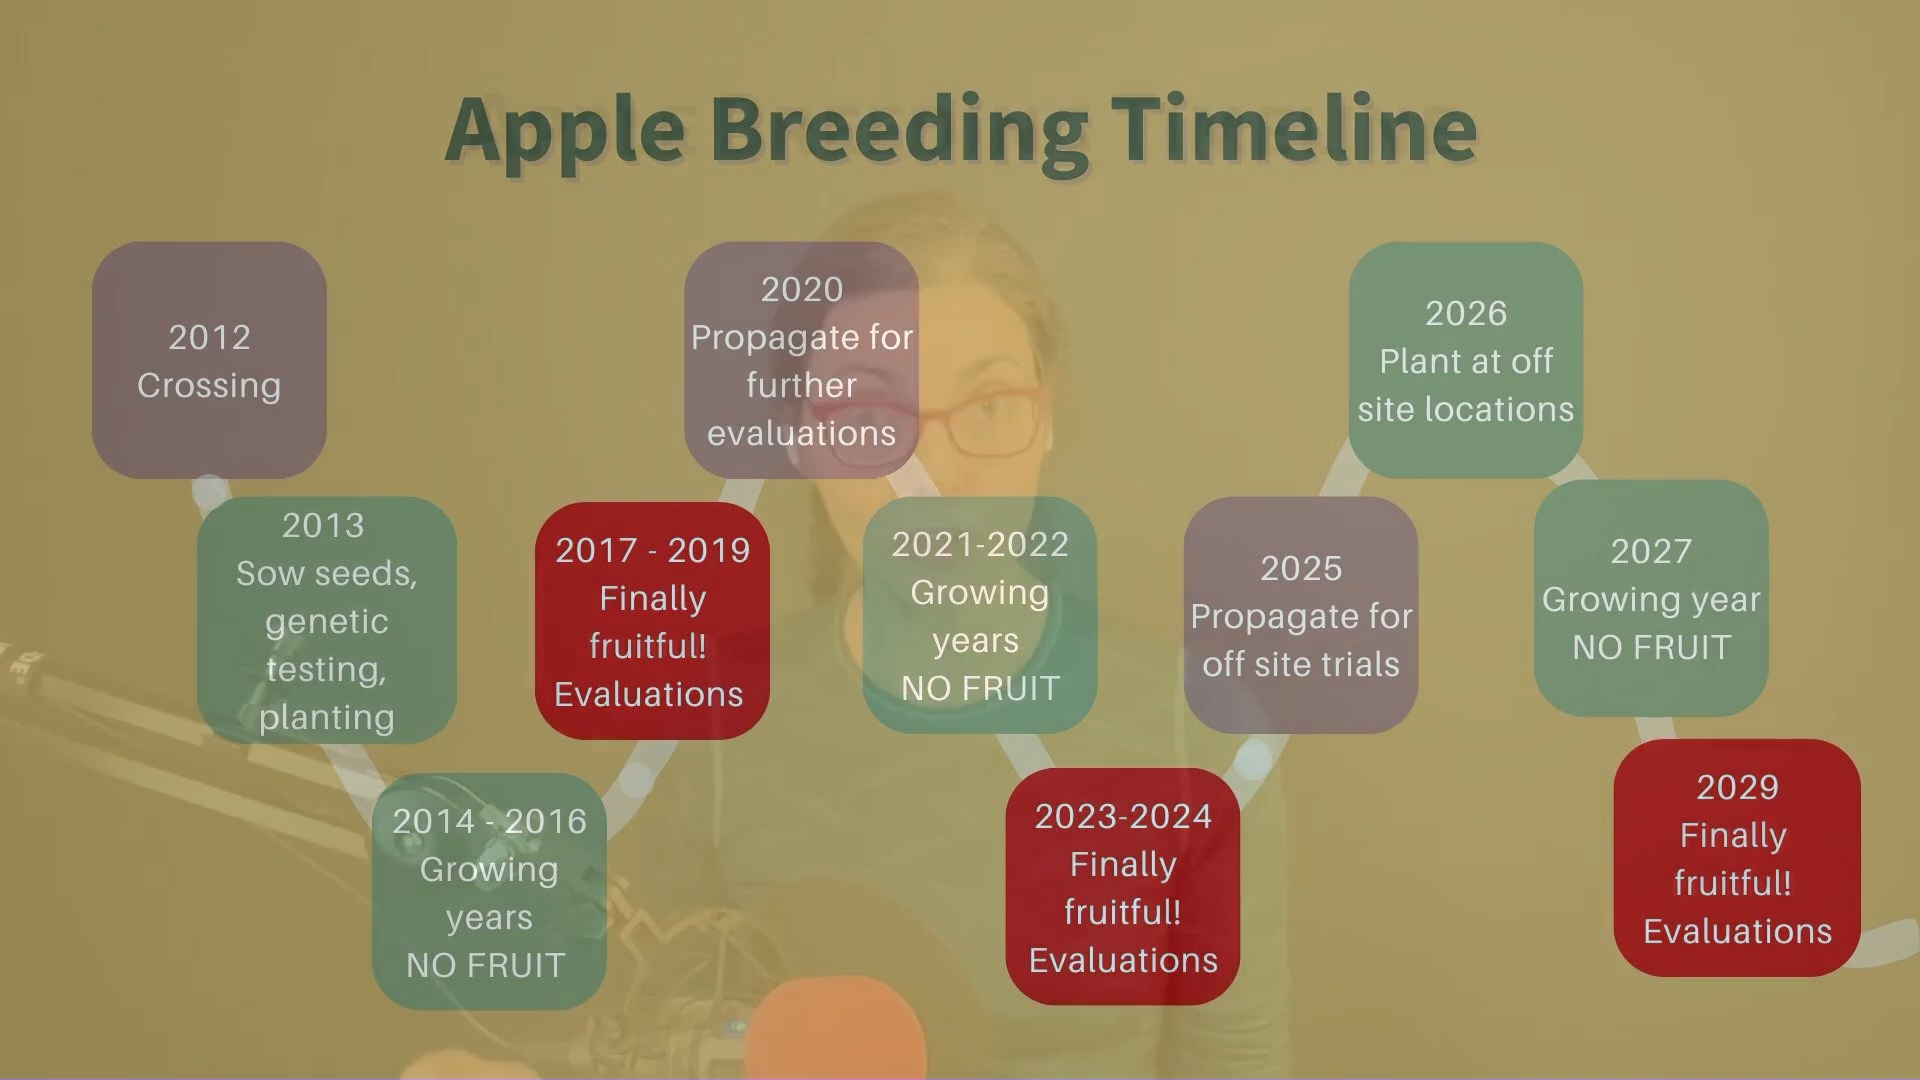 Apple Breeding Timeline
2012
Crossing
2013
Sow seeds,
genetic
testing,
planting
2014 - 2016
Growing
years
NO FRUIT
2017 - 2019
Finally
fruitful!
Evaluations
2020
Propagate for
further
evaluations
2021-2022
Growing
years
NO FRUIT
2023-2024
Finally
fruitful!
Evaluations
2025
Propagate for
off site trials
2026
Plant at off
site locations
2027
Growing year
NO FRUIT
2029
Finally
fruitful!
Evaluations